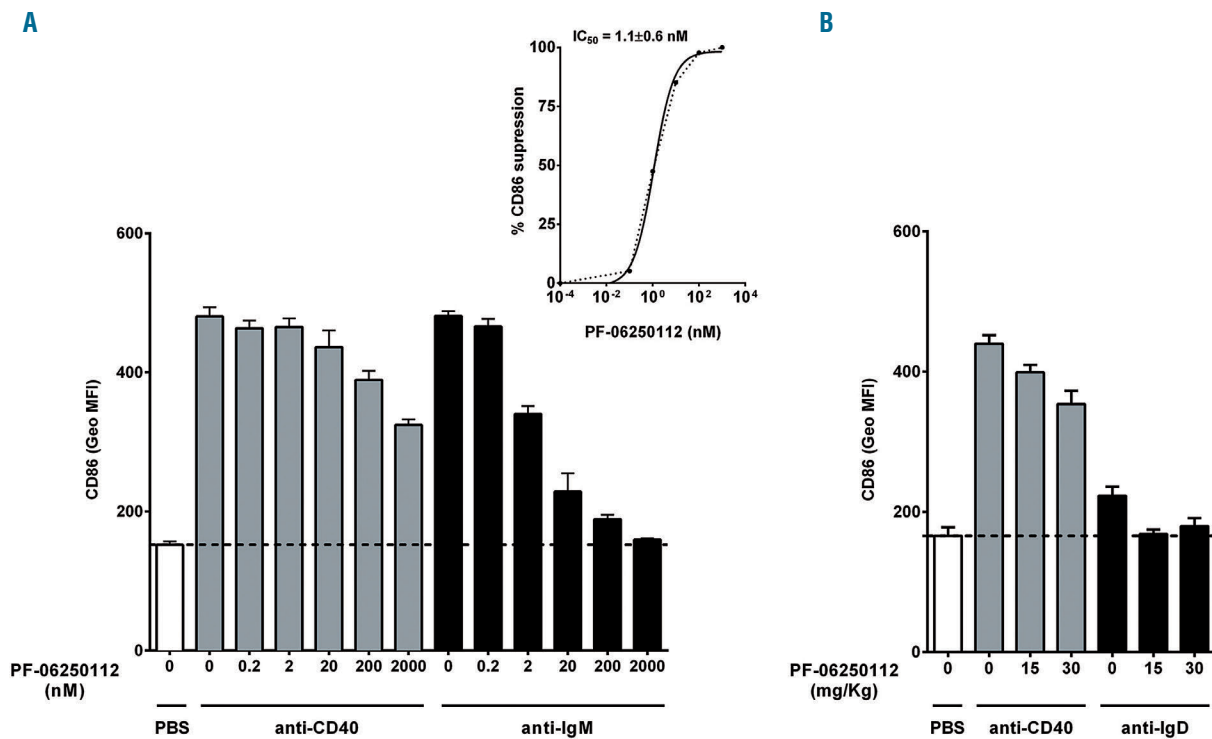 A
B
IC50 = 1.1±0.6 nM
100
75
50
25
0
% CD86 supression
10-4 10-2 100 102 104
PF-06250112 (nM)
600
400
200
0
CD86 (Geo MFI)
PF-06250112
(nM)
0 0 0.2 2 20 200 2000 0 0.2 2 20 200 2000
PBS anti-CD40 anti-IgM
600
400
200
0
CD86 (Geo MFI)
PF-06250112
(mg/Kg)
0 0 15 30 0 15 30
PBS anti-CD40 anti-IgD